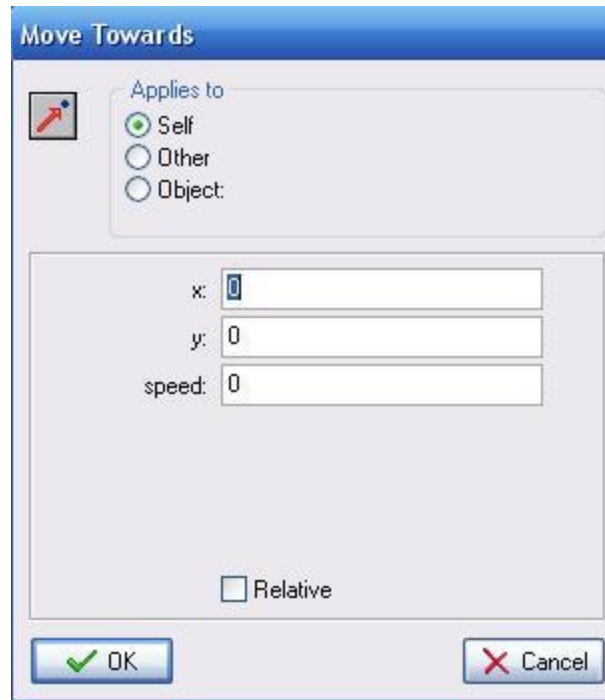 Move Towards
Applies to
Self
Other
Object:
x: 0
y: 0
speed: 0
Relative
OK
Cancel